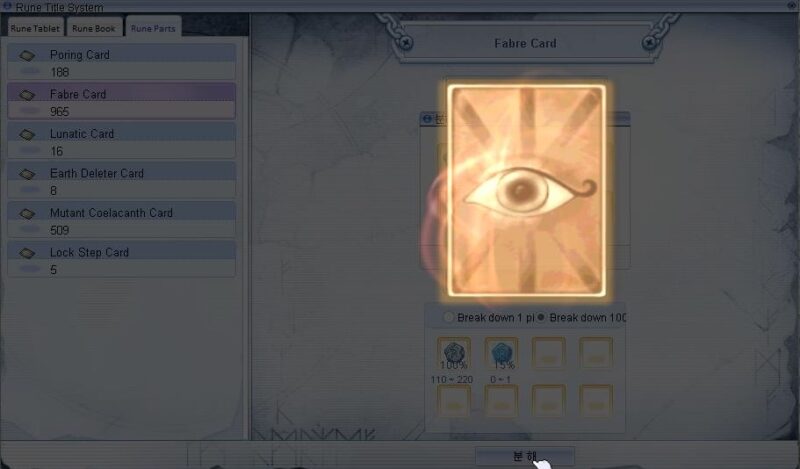 Rune Title System
Rune Tablet Rune Book Rune Parts
Poring Card
188
Fabre Card
965
Lunatic Card
16
Earth Deleter Card
8
Mutant Coelacanth Card
509
Lock Step Card
5
Fabre Card
Break down 1 pi Break down 100
100% 15%
110 ~ 220 0 ~ 1
분 해